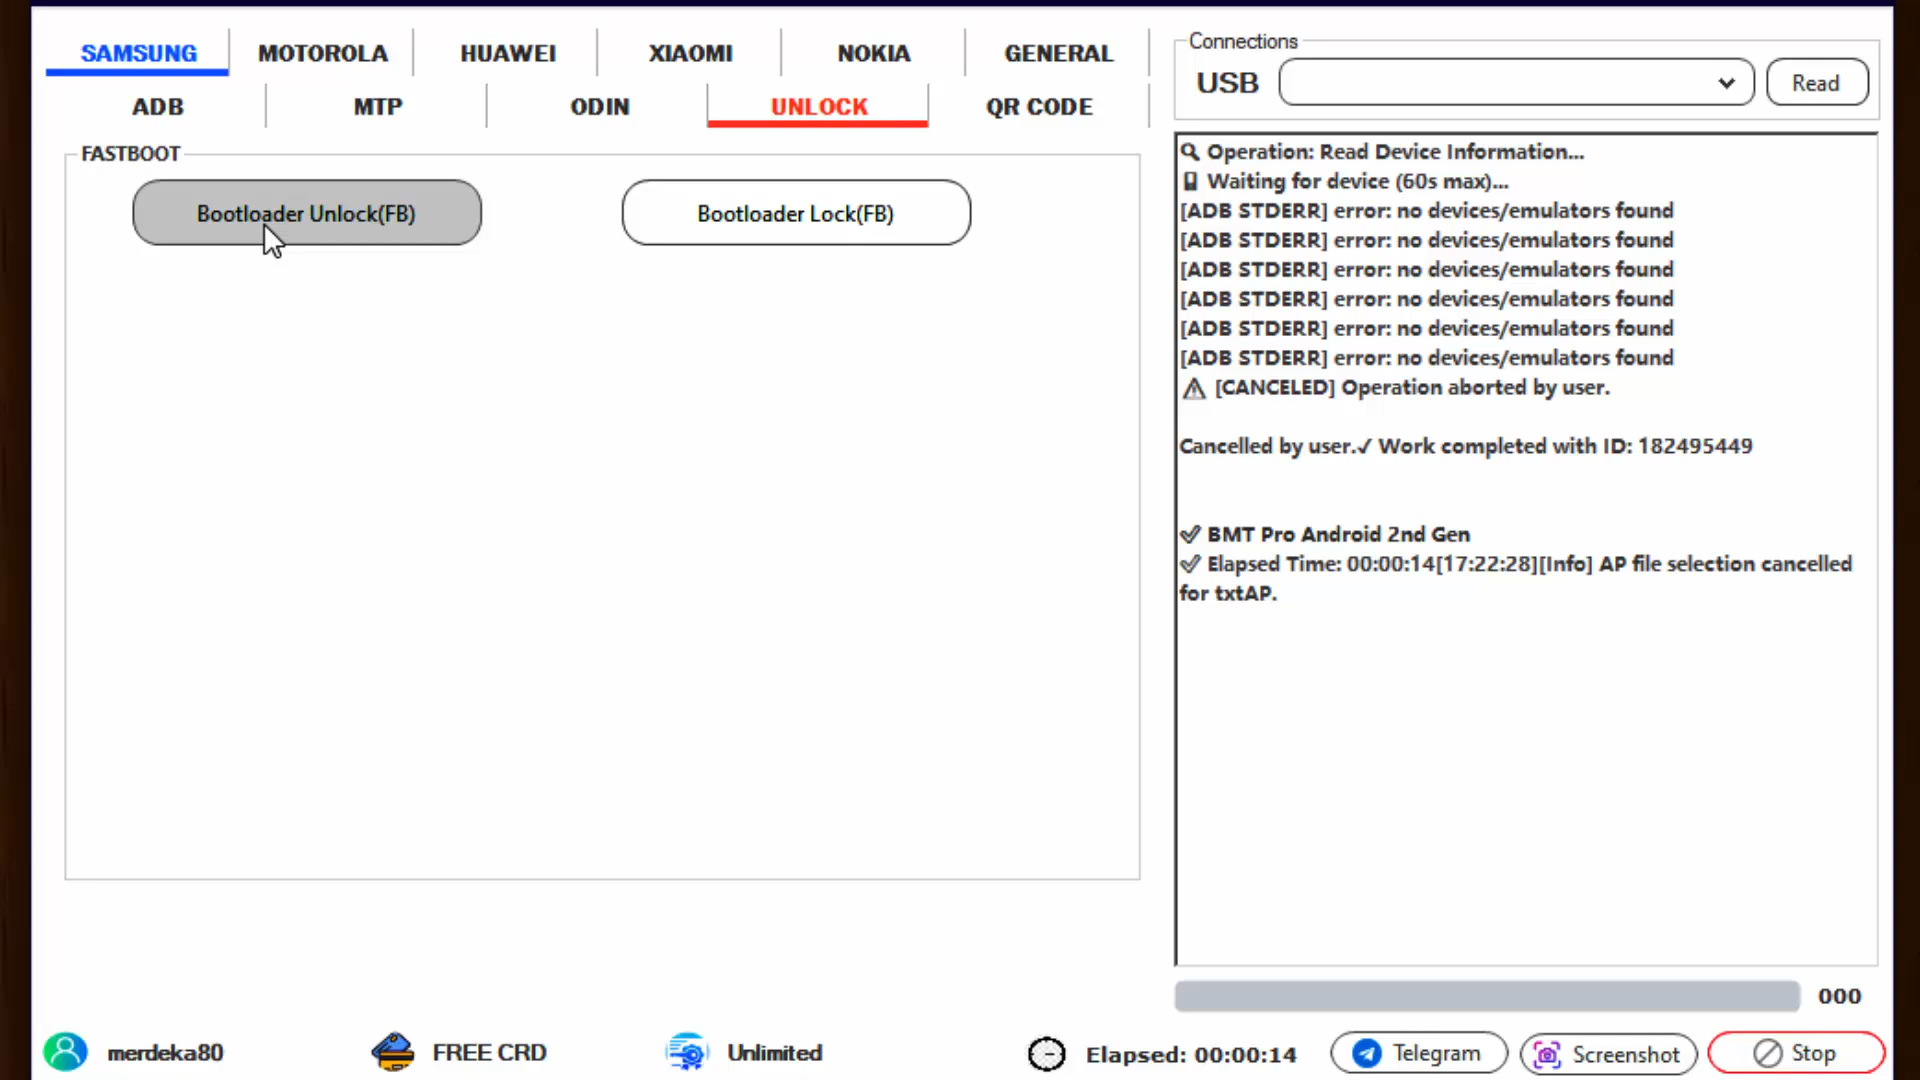 SAMSUNG
MOTOROLA
HUAWEI
XIAOMI
NOKIA
GENERAL
ADB
MTP
ODIN
UNLOCK
QR CODE
FASTBOOT
Bootloader Unlock(FB)
Bootloader Lock(FB)
Connections
USB
Read
Operation: Read Device Information...
Waiting for device (60s max)...
[ADB STDERR] error: no devices/emulators found
[ADB STDERR] error: no devices/emulators found
[ADB STDERR] error: no devices/emulators found
[ADB STDERR] error: no devices/emulators found
[ADB STDERR] error: no devices/emulators found
[ADB STDERR] error: no devices/emulators found
⚠ [CANCELED] Operation aborted by user.
Cancelled by user.✓ Work completed with ID: 182495449
✔ BMT Pro Android 2nd Gen
✔ Elapsed Time: 00:00:14[17:22:28][Info] AP file selection cancelled
for txtAP.
000
merdeka80
FREE CRD
Unlimited
Elapsed: 00:00:14
Telegram
Screenshot
Stop